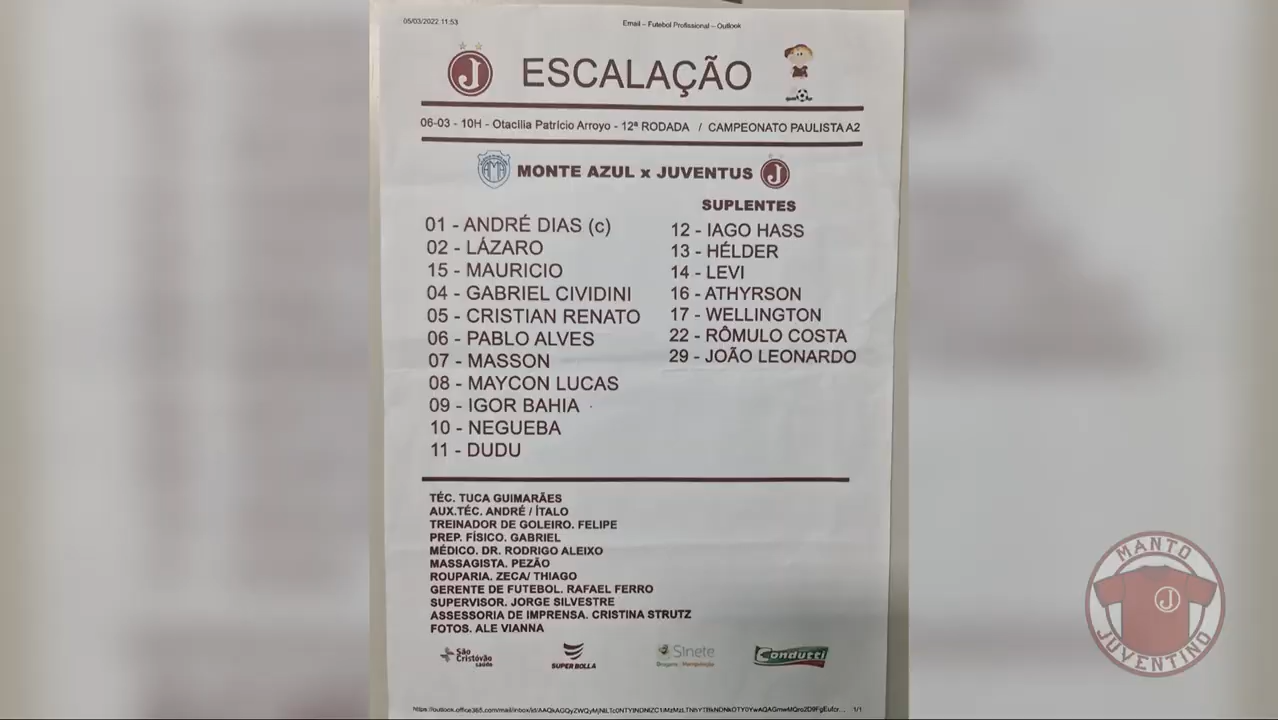 05/03/2022 11:53
Email – Futebol Profissional – Outlook
J
ESCALAÇÃO
06-03 - 10H - Otacília Patrício Arroyo - 12ª RODADA / CAMPEONATO PAULISTA A2
AMA
MONTE AZUL x JUVENTUS
J
01 - ANDRÉ DIAS (c)
02 - LÁZARO
15 - MAURICIO
04 - GABRIEL CIVIDINI
05 - CRISTIAN RENATO
06 - PABLO ALVES
07 - MASSON
08 - MAYCON LUCAS
09 - IGOR BAHIA
10 - NEGUEBA
11 - DUDU
SUPLENTES
12 - IAGO HASS
13 - HÉLDER
14 - LEVI
16 - ATHYRSON
17 - WELLINGTON
22 - RÔMULO COSTA
29 - JOÃO LEONARDO
TÉC. TUCA GUIMARÃES
AUX.TÉC. ANDRÉ / ÍTALO
TREINADOR DE GOLEIRO. FELIPE
PREP. FÍSICO. GABRIEL
MÉDICO. DR. RODRIGO ALEIXO
MASSAGISTA. PEZÃO
ROUPARIA. ZECA/ THIAGO
GERENTE DE FUTEBOL. RAFAEL FERRO
SUPERVISOR. JORGE SILVESTRE
ASSESSORIA DE IMPRENSA. CRISTINA STRUTZ
FOTOS. ALE VIANNA
São Cristóvão saúde
SUPER BOLLA
Sinete
Conducti
1/1
MANTO
J
JUVENTINO